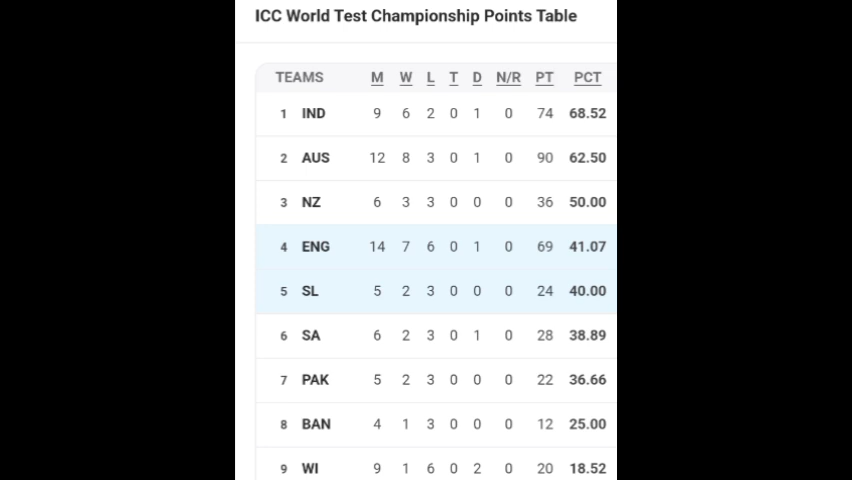 ICC World Test Championship Points Table
TEAMS M W L T D N/R PT PCT
1 IND 9 6 2 0 1 0 74 68.52
2 AUS 12 8 3 0 1 0 90 62.50
3 NZ 6 3 3 0 0 0 36 50.00
4 ENG 14 7 6 0 1 0 69 41.07
5 SL 5 2 3 0 0 0 24 40.00
6 SA 6 2 3 0 1 0 28 38.89
7 PAK 5 2 3 0 0 0 22 36.66
8 BAN 4 1 3 0 0 0 12 25.00
9 WI 9 1 6 0 2 0 20 18.52